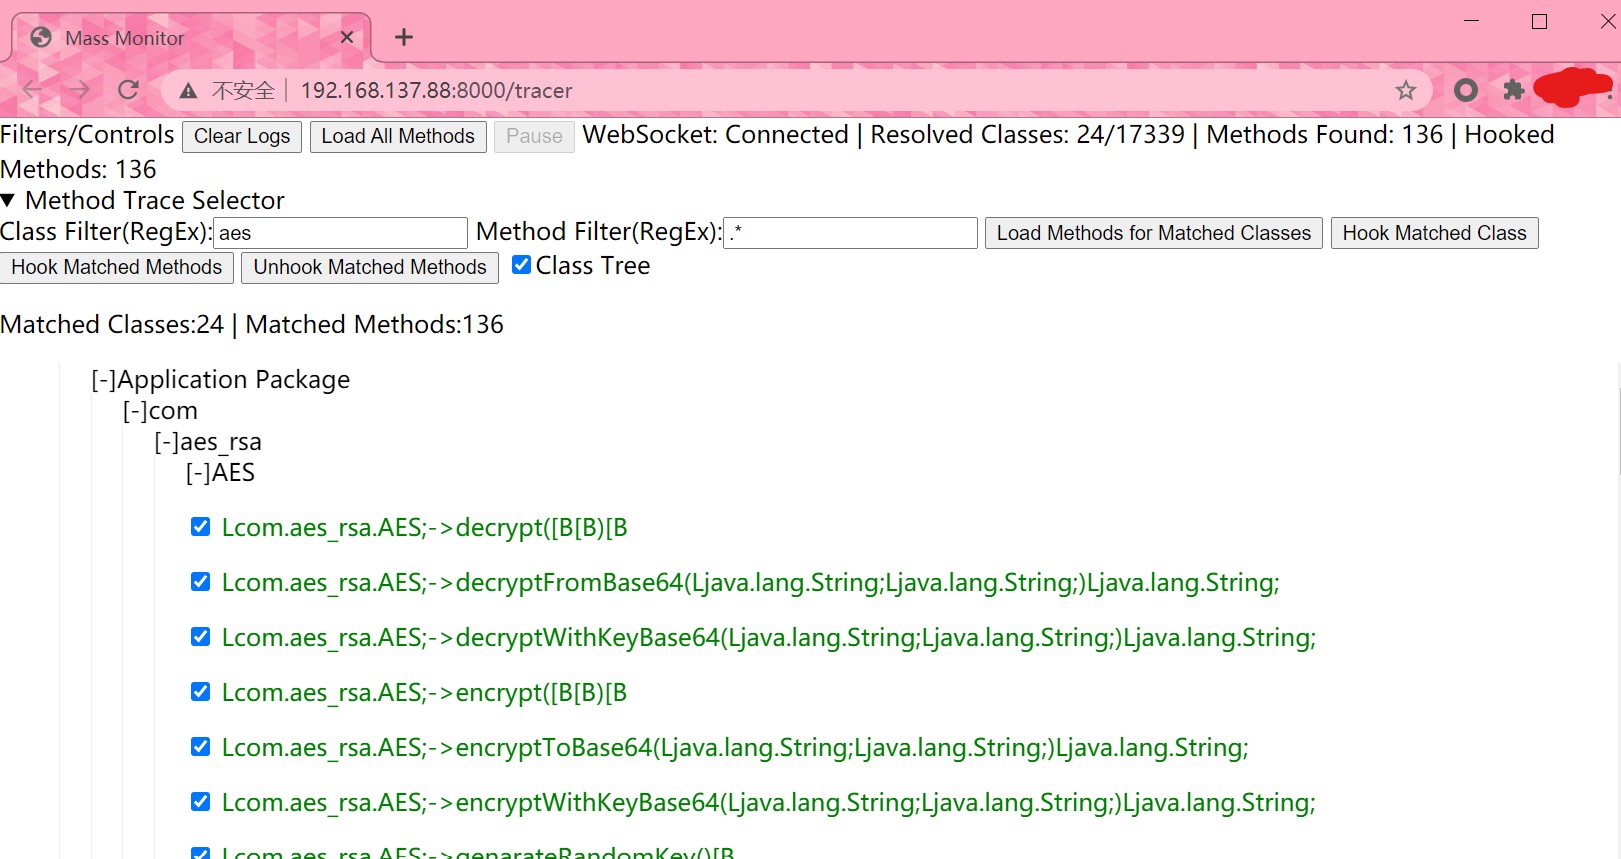 Mass Monitor
不安全 | 192.168.137.88:8000/tracer
Filters/Controls Clear Logs Load All Methods Pause WebSocket: Connected | Resolved Classes: 24/17339 | Methods Found: 136 | Hooked
Methods: 136
▼ Method Trace Selector
Class Filter(RegEx): aes Method Filter(RegEx): .* Load Methods for Matched Classes Hook Matched Class
Hook Matched Methods Unhook Matched Methods Class Tree
Matched Classes:24 | Matched Methods:136
[-]Application Package
[-]com
[-]aes_rsa
[-]AES
Lcom.aes_rsa.AES;->decrypt([B[B)[B
Lcom.aes_rsa.AES;->decryptFromBase64(Ljava.lang.String;Ljava.lang.String;)Ljava.lang.String;
Lcom.aes_rsa.AES;->decryptWithKeyBase64(Ljava.lang.String;Ljava.lang.String;)Ljava.lang.String;
Lcom.aes_rsa.AES;->encrypt([B[B)[B
Lcom.aes_rsa.AES;->encryptToBase64(Ljava.lang.String;Ljava.lang.String;)Ljava.lang.String;
Lcom.aes_rsa.AES;->encryptWithKeyBase64(Ljava.lang.String;Ljava.lang.String;)Ljava.lang.String;
Lcom.aes_rsa.AES;->genarateRandomKey()[B